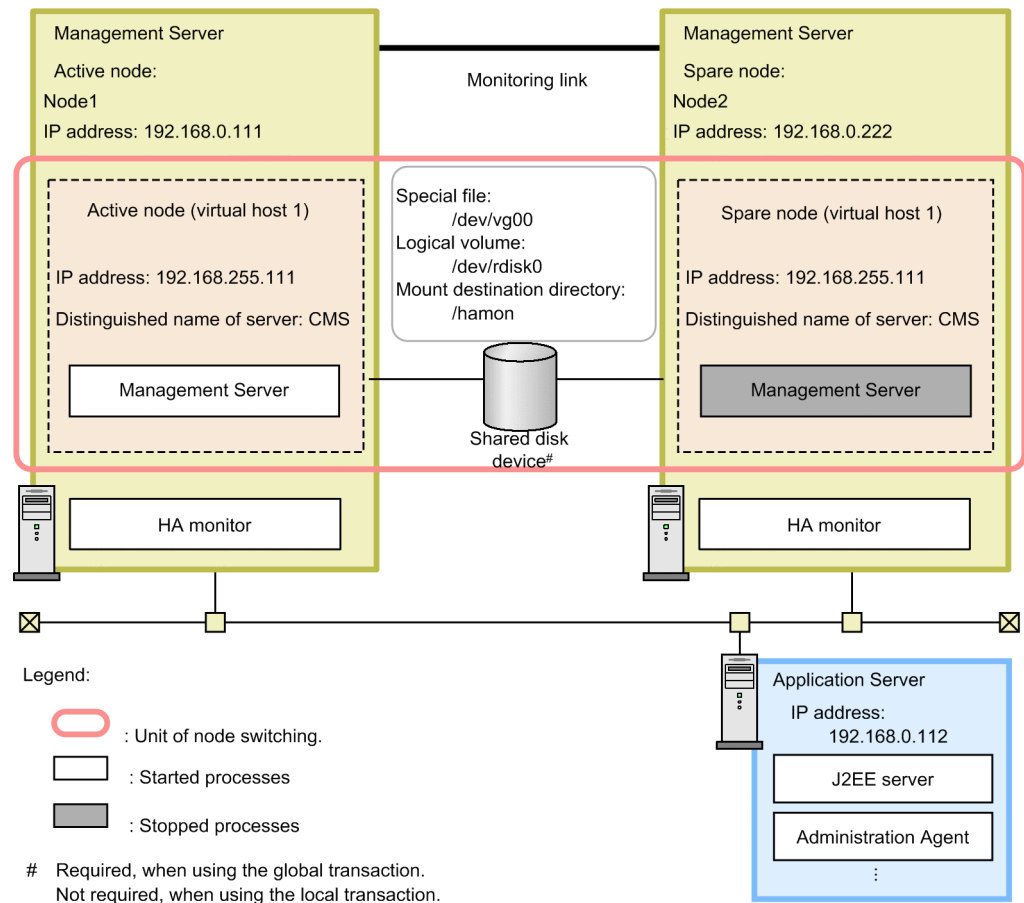 Management Server
Active node:
Node1
IP address: 192.168.0.111
Monitoring link
Management Server
Spare node:
Node2
IP address: 192.168.0.222
Active node (virtual host 1)
IP address: 192.168.255.111
Distinguished name of server: CMS
Management Server
Special file:
/dev/vg00
Logical volume:
/dev/rdisk0
Mount destination directory:
/hamon
Shared disk
device#
Spare node (virtual host 1)
IP address: 192.168.255.111
Distinguished name of server: CMS
Management Server
HA monitor
HA monitor
Application Server
IP address:
192.168.0.112
J2EE server
Administration Agent
⋮
Legend:
: Unit of node switching.
: Started processes
: Stopped processes
# Required, when using the global transaction.
Not required, when using the local transaction.